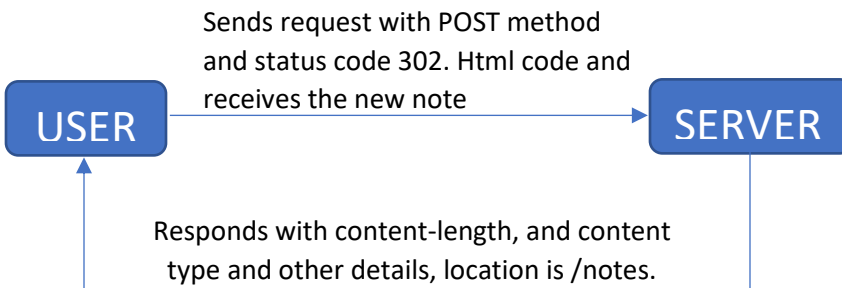 Sends request with POST method
and status code 302. Html code and
receives the new note
USER
SERVER
Responds with content-length, and content
type and other details, location is /notes.